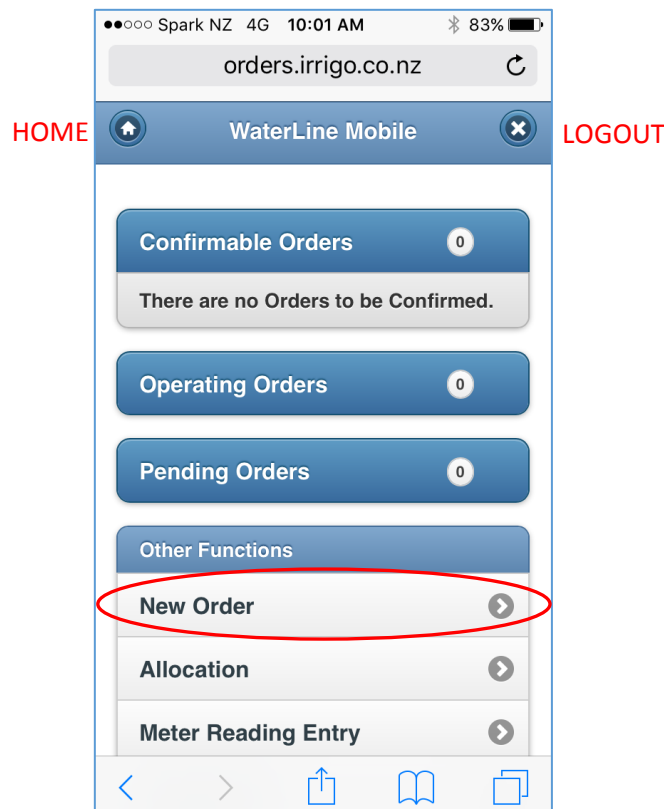 Spark NZ 4G 10:01 AM 83%
orders.irrigo.co.nz
HOME WaterLine Mobile LOGOUT
Confirmable Orders 0
There are no Orders to be Confirmed.
Operating Orders 0
Pending Orders 0
Other Functions
New Order
Allocation
Meter Reading Entry